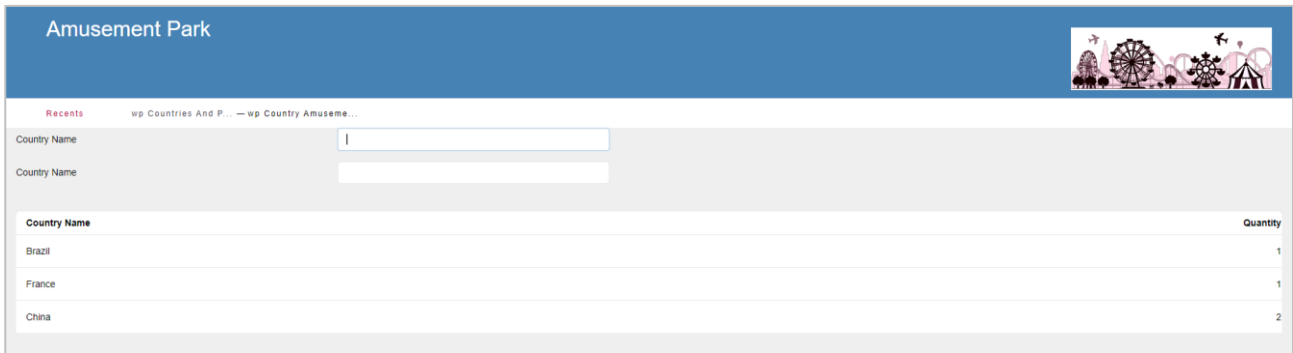 Amusement Park
Recents wp Countries And P... — wp Country Amuseme...
Country Name
Country Name
Country Name Quantity
Brazil 1
France 1
China 2